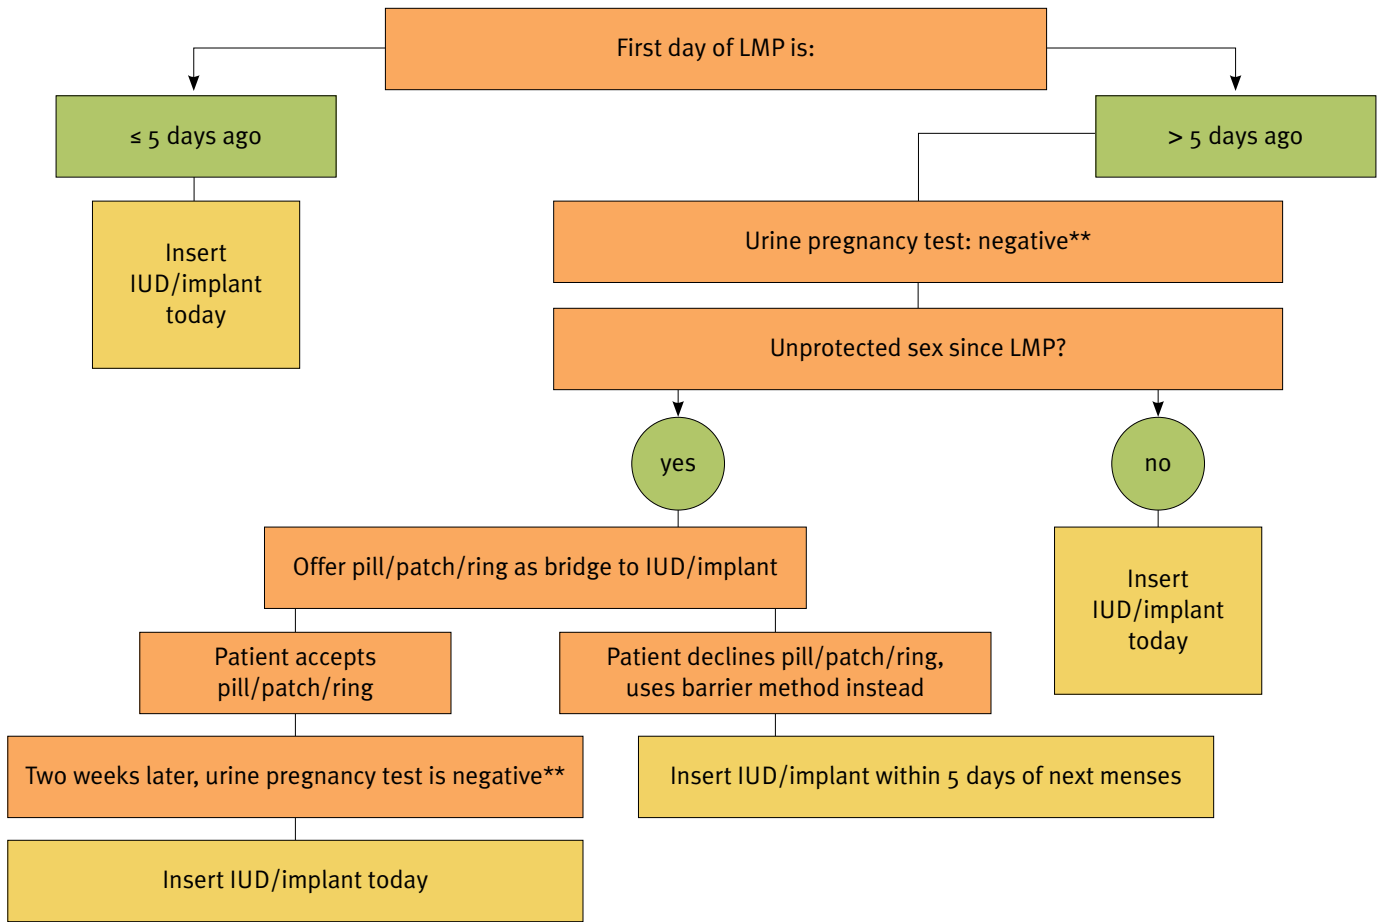 First day of LMP is:
≤ 5 days ago
> 5 days ago
Insert
IUD/implant
today
Urine pregnancy test: negative**
Unprotected sex since LMP?
yes
no
Offer pill/patch/ring as bridge to IUD/implant
Insert
IUD/implant
today
Patient accepts
pill/patch/ring
Patient declines pill/patch/ring,
uses barrier method instead
Two weeks later, urine pregnancy test is negative**
Insert IUD/implant within 5 days of next menses
Insert IUD/implant today